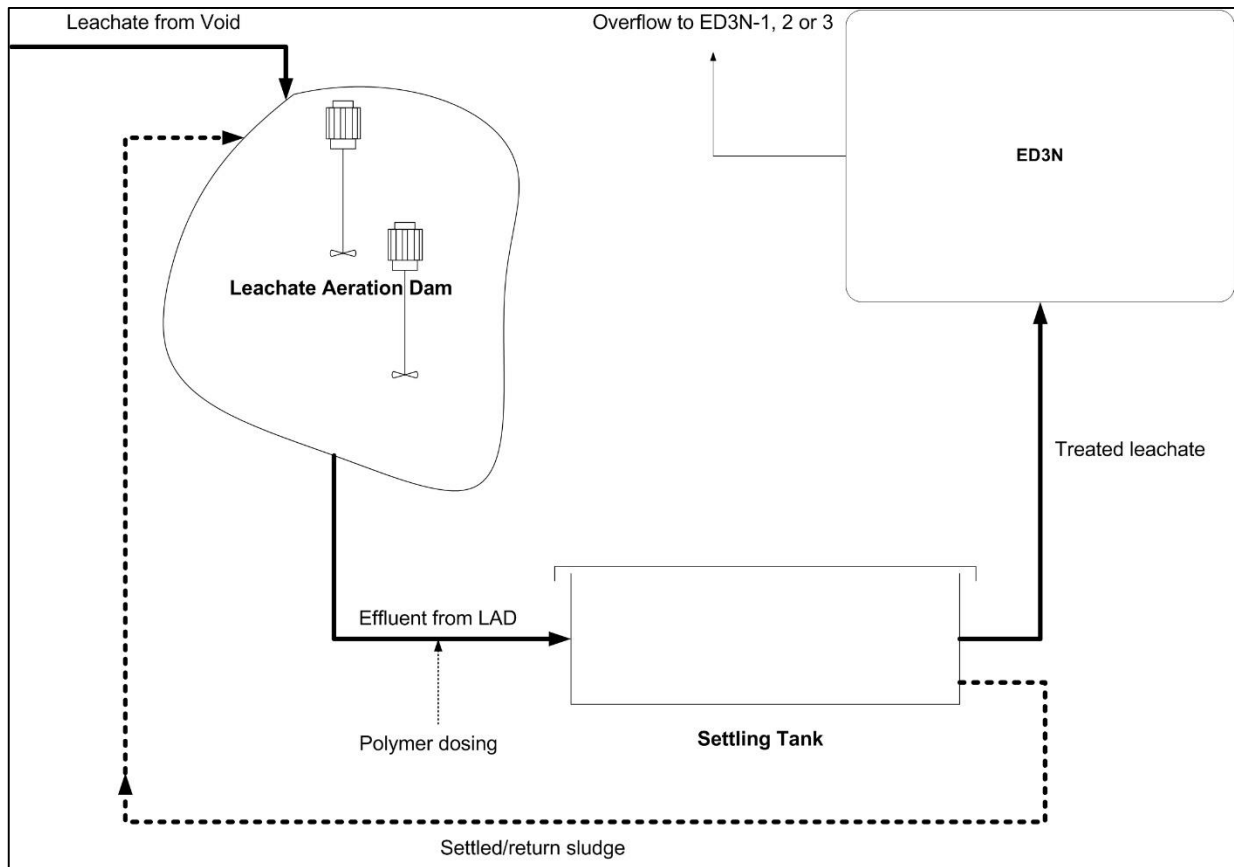 Leachate from Void
Overflow to ED3N-1, 2 or 3
ED3N
Leachate Aeration Dam
Treated leachate
Effluent from LAD
Polymer dosing
Settling Tank
Settled/return sludge